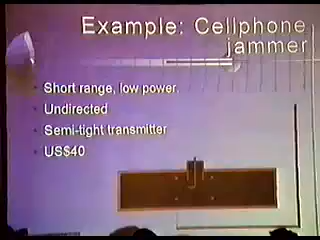 Example: Cellphone
jammer
Short range, low power.
Undirected
Semi-tight transmitter
US$40